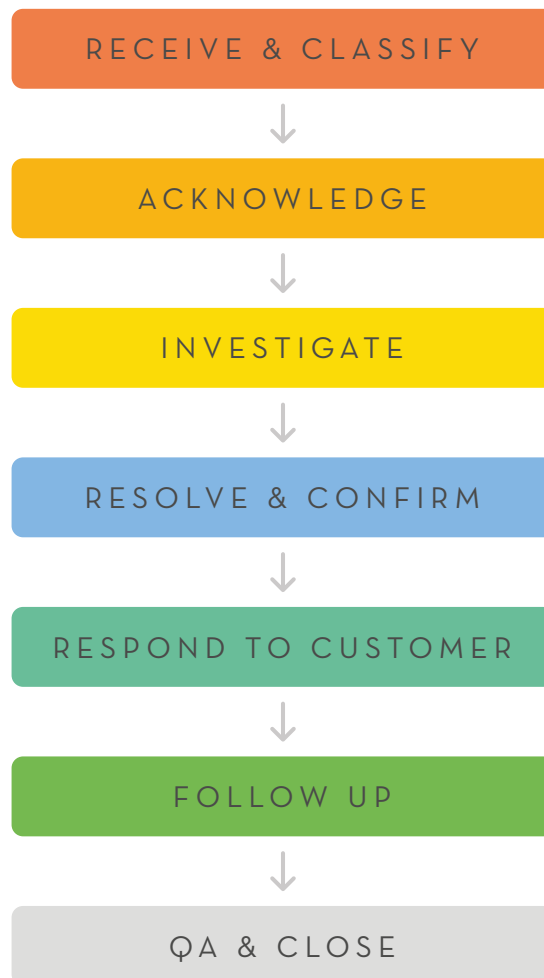 RECEIVE & CLASSIFY
ACKNOWLEDGE
INVESTIGATE
RESOLVE & CONFIRM
RESPOND TO CUSTOMER
FOLLOW UP
QA & CLOSE